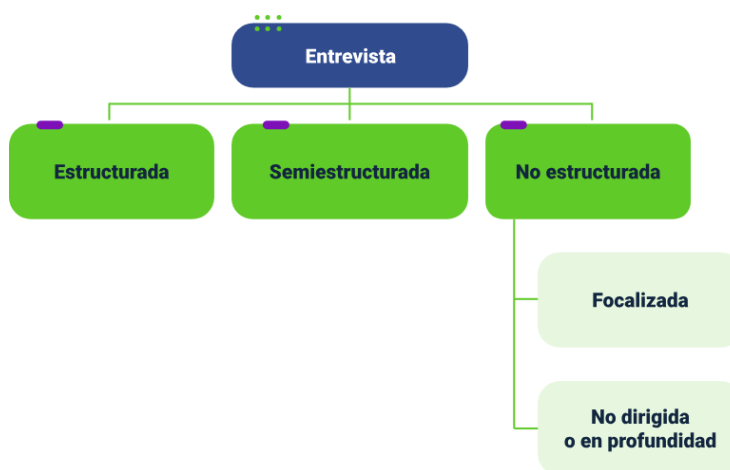 Entrevista
Estructurada
Semiestructurada
No estructurada
Focalizada
No dirigida
o en profundidad